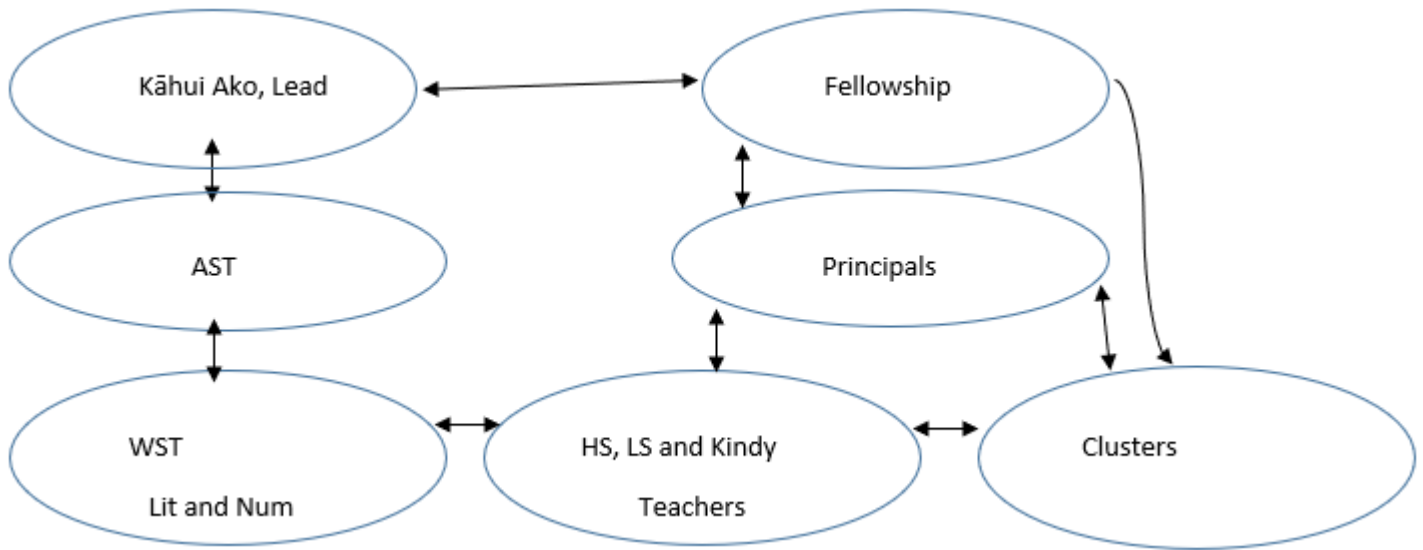 Kāhui Ako, Lead
Fellowship
AST
Principals
WST
Lit and Num
HS, LS and Kindy
Teachers
Clusters